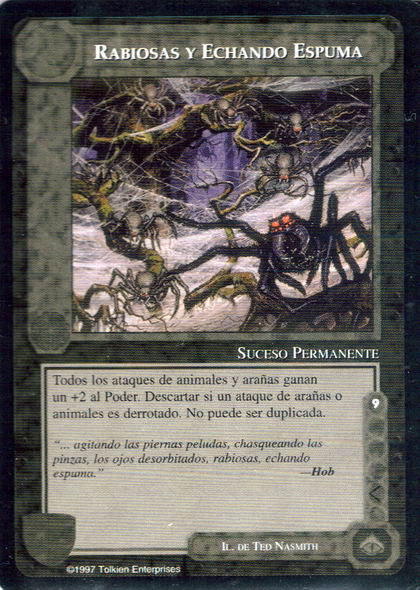 Rabiosas y Echando Espuma
Suceso Permanente
Todos los ataques de animales y arañas ganan
un +2 al Poder. Descartar si un ataque de arañas o
animales es derrotado. No puede ser duplicada.
9
"... agitando las piernas peludas, chasqueando las
pinzas, los ojos desorbitados, rabiosas, echando
espuma."
—Hob
Il. de Ted Nasmith
©1997 Tolkien Enterprises